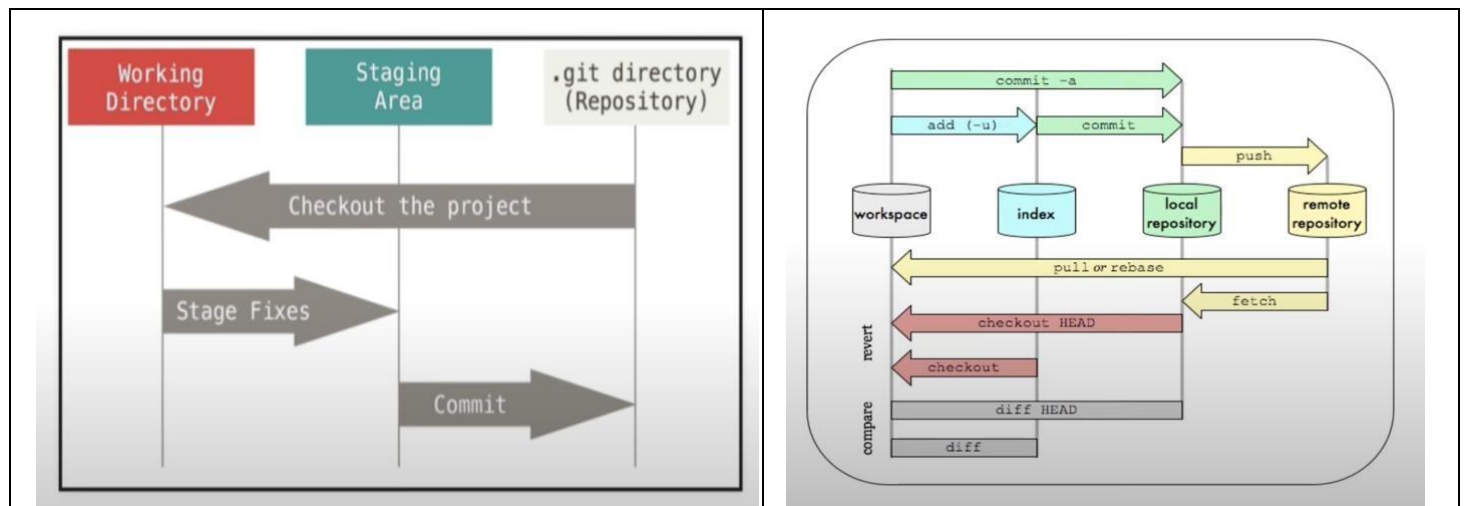 Working
Directory
Staging
Area
.git directory
(Repository)
Checkout the project
Stage Fixes
Commit
commit -a
add (-u)
commit
push
workspace
index
local
repository
remote
repository
pull or rebase
fetch
revert
checkout HEAD
checkout
compare
diff HEAD
diff